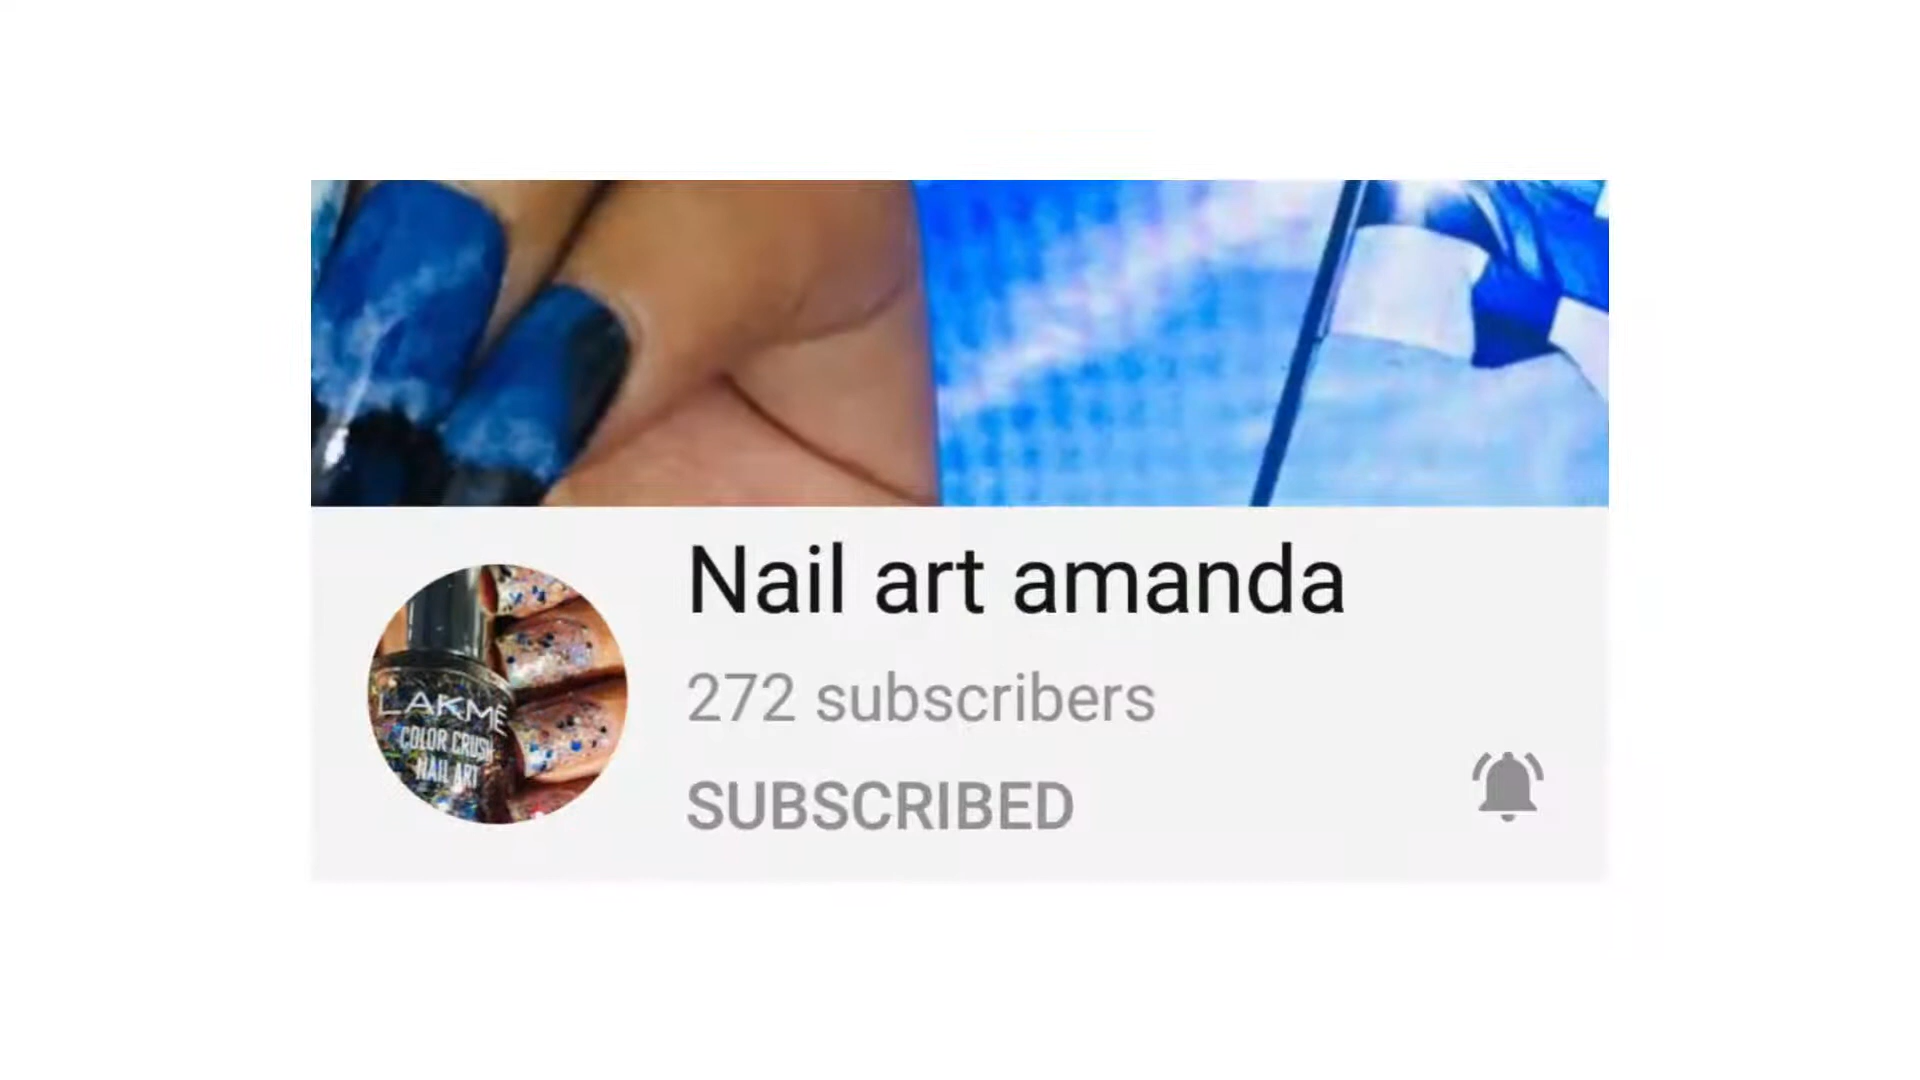 Nail art amanda
272 subscribers
SUBSCRIBED
LAKMĒ
COLOR CRUSH
NAIL ART